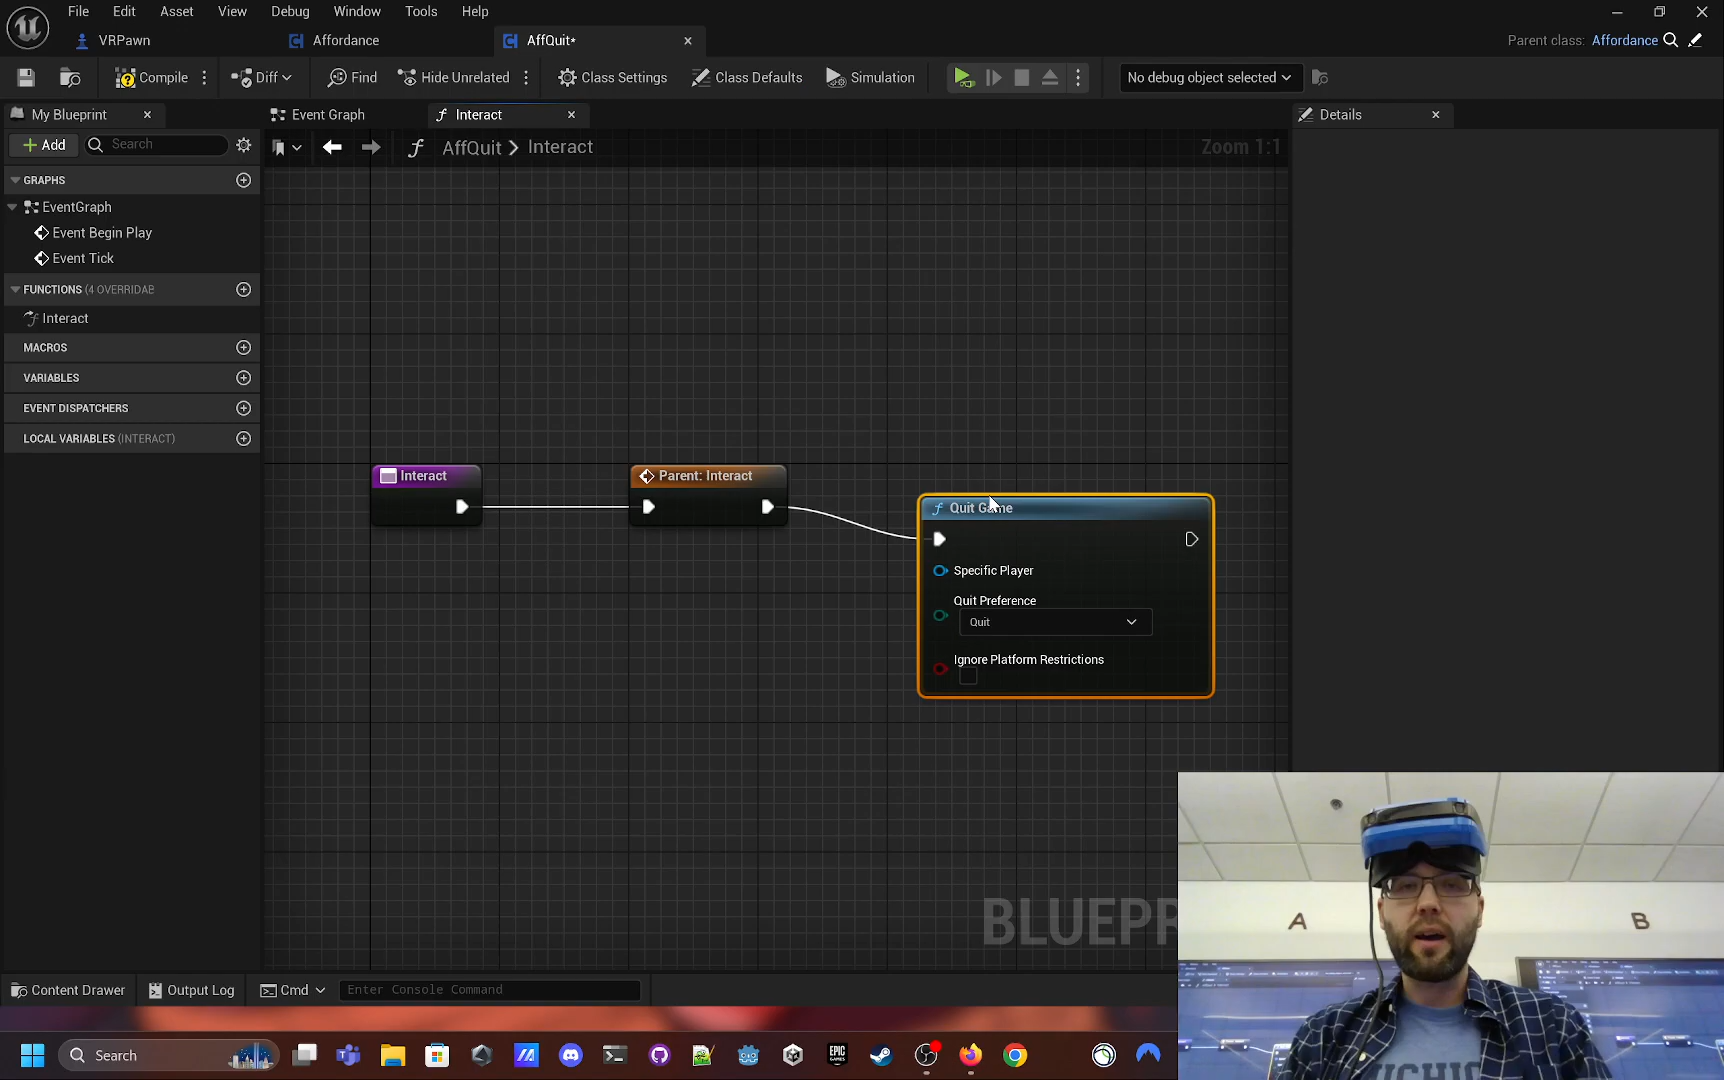 File Edit Asset View Debug Window Tools Help
VRPawn Affordance AffQuit* Parent class: Affordance
Compile Diff Find Hide Unrelated Class Settings Class Defaults Simulation No debug object selected
My Blueprint Event Graph Interact Details
Add Search AffQuit Interact Zoom 1:1
GRAPHS
EventGraph
Event Begin Play
Event Tick
FUNCTIONS (4 OVERRIDAB
Interact
MACROS
VARIABLES
EVENT DISPATCHERS
LOCAL VARIABLES (INTERACT)
Interact Parent: Interact
Quit Game
Specific Player
Quit Preference
Quit
Ignore Platform Restrictions
BLUEPR
A B
Content Drawer Output Log Cmd Enter Console Command
Search EPIC GAMES